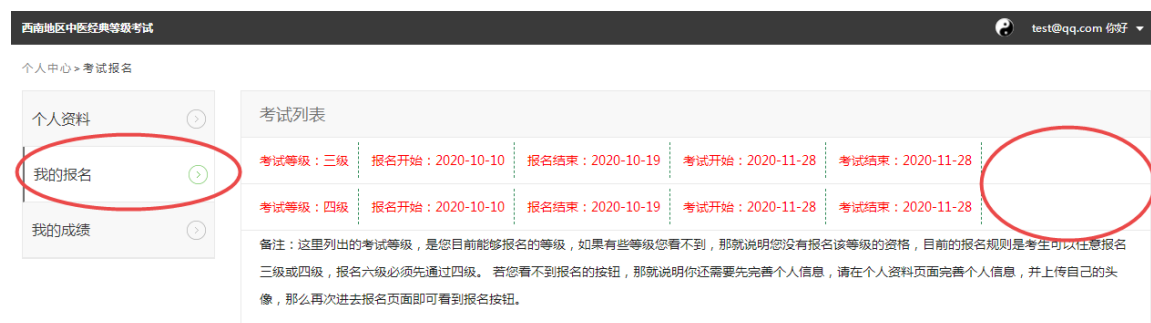 西南地区中医经典等级考试
test@qq.com 你好
个人中心>考试报名
个人资料
我的报名
我的成绩
考试列表
考试等级：三级 报名开始：2020-10-10 报名结束：2020-10-19 考试开始：2020-11-28 考试结束：2020-11-28
考试等级：四级 报名开始：2020-10-10 报名结束：2020-10-19 考试开始：2020-11-28 考试结束：2020-11-28
备注：这里列出的考试等级，是您目前能够报名的等级，如果有些等级您看不到，那就说明您没有报名该等级的资格，目前的报名规则是考生可以任意报名
三级或四级，报名六级必须先通过四级。 若您看不到报名的按钮，那就说明你还需要先完善个人信息，请在个人资料页面完善个人信息，并上传自己的头
像，那么再次进去报名页面即可看到报名按钮。